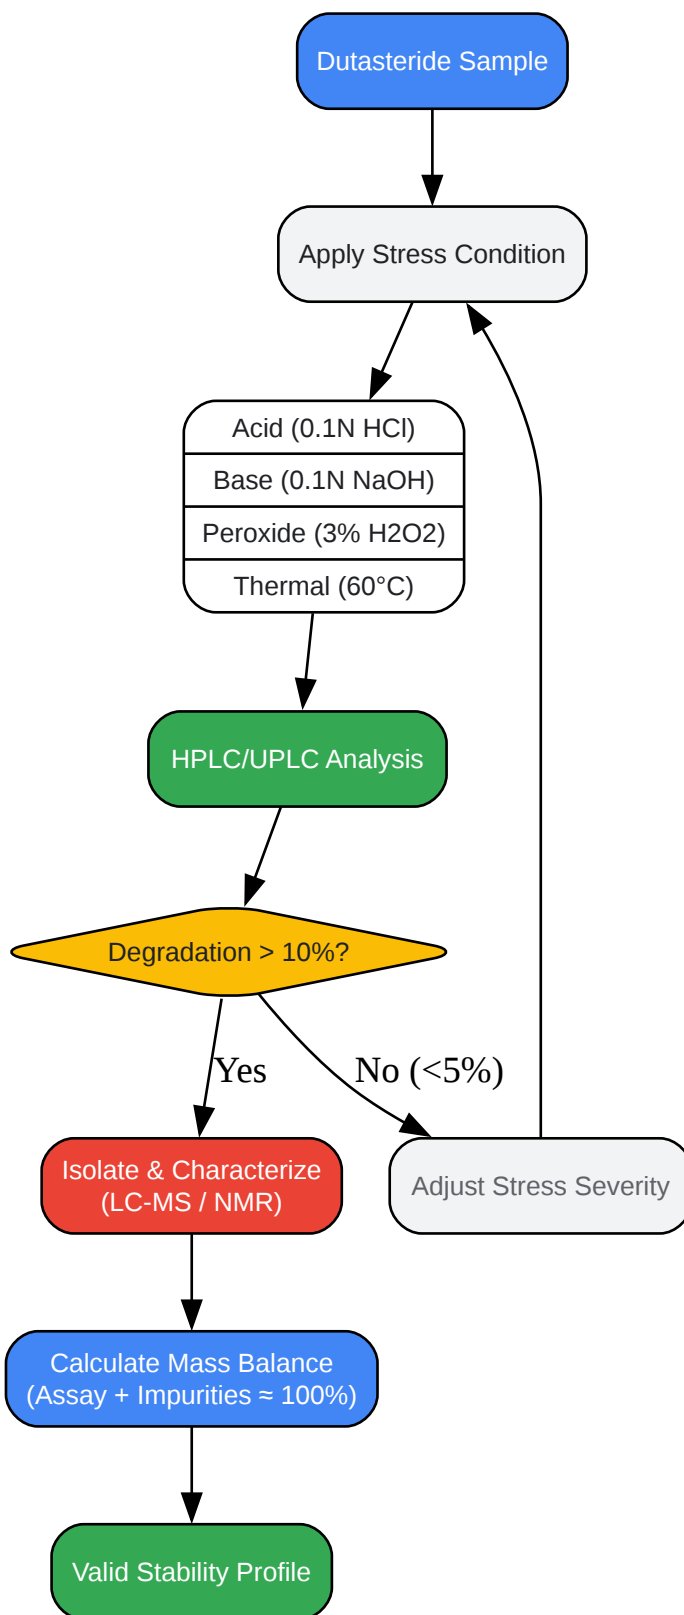 Dutasteride Sample
Apply Stress Condition
Acid (0.1N HCl)
Base (0.1N NaOH)
Peroxide (3% H2O2)
Thermal (60°C)
HPLC/UPLC Analysis
Degradation > 10%?
Yes
No (<5%)
Isolate & Characterize
(LC-MS / NMR)
Adjust Stress Severity
Calculate Mass Balance
(Assay + Impurities ≈ 100%)
Valid Stability Profile